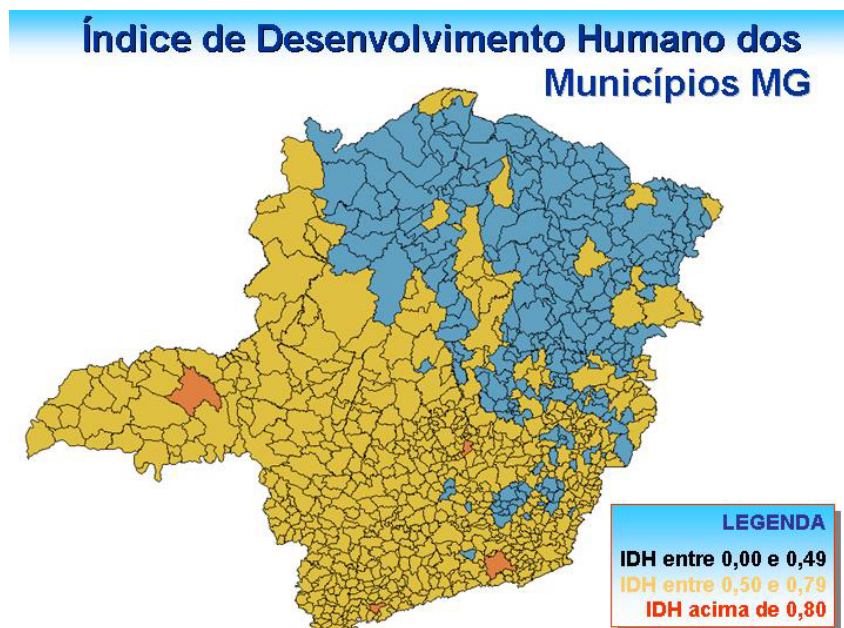 Índice de Desenvolvimento Humano dos
Municípios MG
LEGENDA
IDH entre 0,00 e 0,49
IDH entre 0,50 e 0,79
IDH acima de 0,80